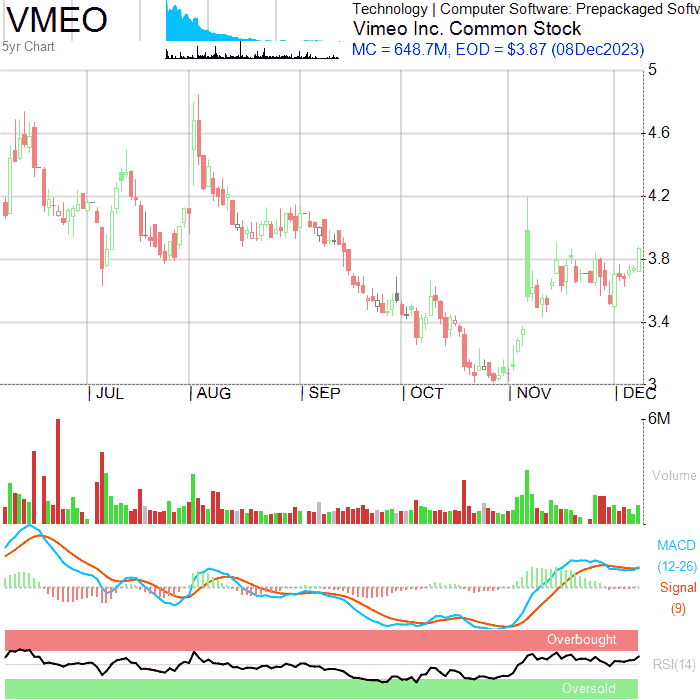 VMEO
5yr Chart
Technology | Computer Software: Prepackaged Softw
Vimeo Inc. Common Stock
MC = 648.7M, EOD = $3.87 (08Dec2023)
5
4.6
4.2
3.8
3.4
3
JUL AUG SEP OCT NOV DEC
6M
Volume
MACD
(12-26)
Signal
(9)
Overbought
RSI(14)
Oversold